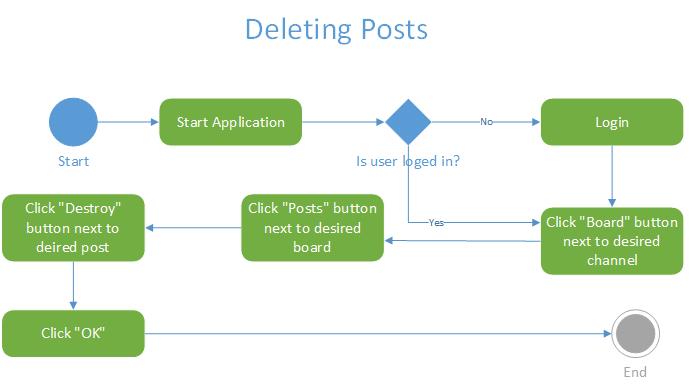 Deleting Posts
Start Application
No
Login
Start
Is user loged in?
Click "Destroy"
button next to
deired post
Click "Posts" button
next to desired
board
Yes
Click "Board" button
next to desired
channel
Click "OK"
End